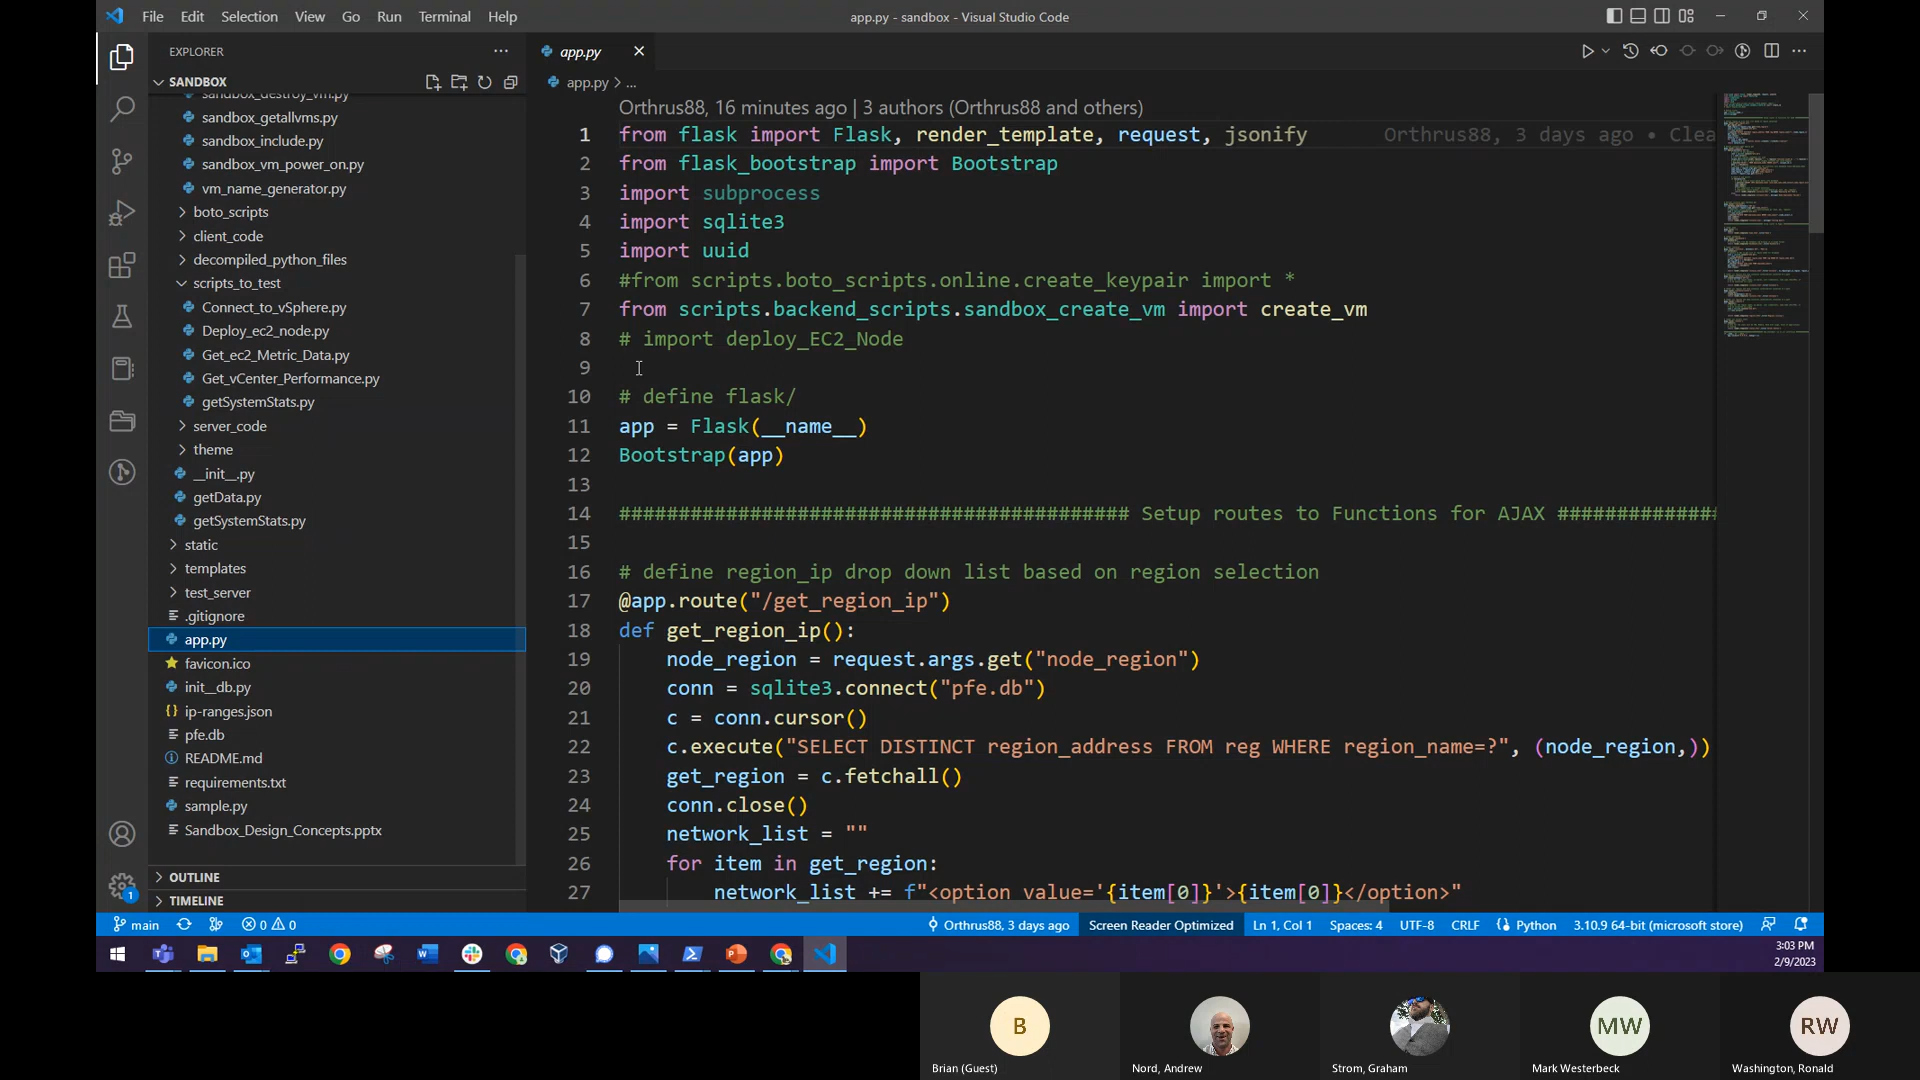 File Edit Selection View Go Run Terminal Help
app.py - sandbox - Visual Studio Code
EXPLORER
SANDBOX
sandbox_destroy_vm.py
sandbox_getallvms.py
sandbox_include.py
sandbox_vm_power_on.py
vm_name_generator.py
boto_scripts
client_code
decompiled_python_files
scripts_to_test
Connect_to_vSphere.py
Deploy_ec2_node.py
Get_ec2_Metric_Data.py
Get_vCenter_Performance.py
getSystemStats.py
server_code
theme
__init__.py
getData.py
getSystemStats.py
static
templates
test_server
.gitignore
app.py
favicon.ico
init__db.py
ip-ranges.json
pfe.db
README.md
requirements.txt
sample.py
Sandbox_Design_Concepts.pptx
OUTLINE
TIMELINE
app.py
app.py > ...
Orthrus88, 16 minutes ago | 3 authors (Orthrus88 and others)
1 from flask import Flask, render_template, request, jsonify Orthrus88, 3 days ago • Clea
2 from flask_bootstrap import Bootstrap
3 import subprocess
4 import sqlite3
5 import uuid
6 #from scripts.boto_scripts.online.create_keypair import *
7 from scripts.backend_scripts.sandbox_create_vm import create_vm
8 # import deploy_EC2_Node
9
10 # define flask/
11 app = Flask(__name__)
12 Bootstrap(app)
13
14 ########################################### Setup routes to Functions for AJAX ##############
15
16 # define region_ip drop down list based on region selection
17 @app.route("/get_region_ip")
18 def get_region_ip():
19 node_region = request.args.get("node_region")
20 conn = sqlite3.connect("pfe.db")
21 c = conn.cursor()
22 c.execute("SELECT DISTINCT region_address FROM reg WHERE region_name=?", (node_region,))
23 get_region = c.fetchall()
24 conn.close()
25 network_list = ""
26 for item in get_region:
27 network_list += f"<option value='{item[0]}'>{item[0]}</option>"
main 0 0 Orthrus88, 3 days ago Screen Reader Optimized Ln 1, Col 1 Spaces: 4 UTF-8 CRLF Python 3.10.9 64-bit (microsoft store)
1
3:03 PM
2/9/2023
B
MW
RW
Brian (Guest)
Nord, Andrew
Strom, Graham
Mark Westerbeck
Washington, Ronald